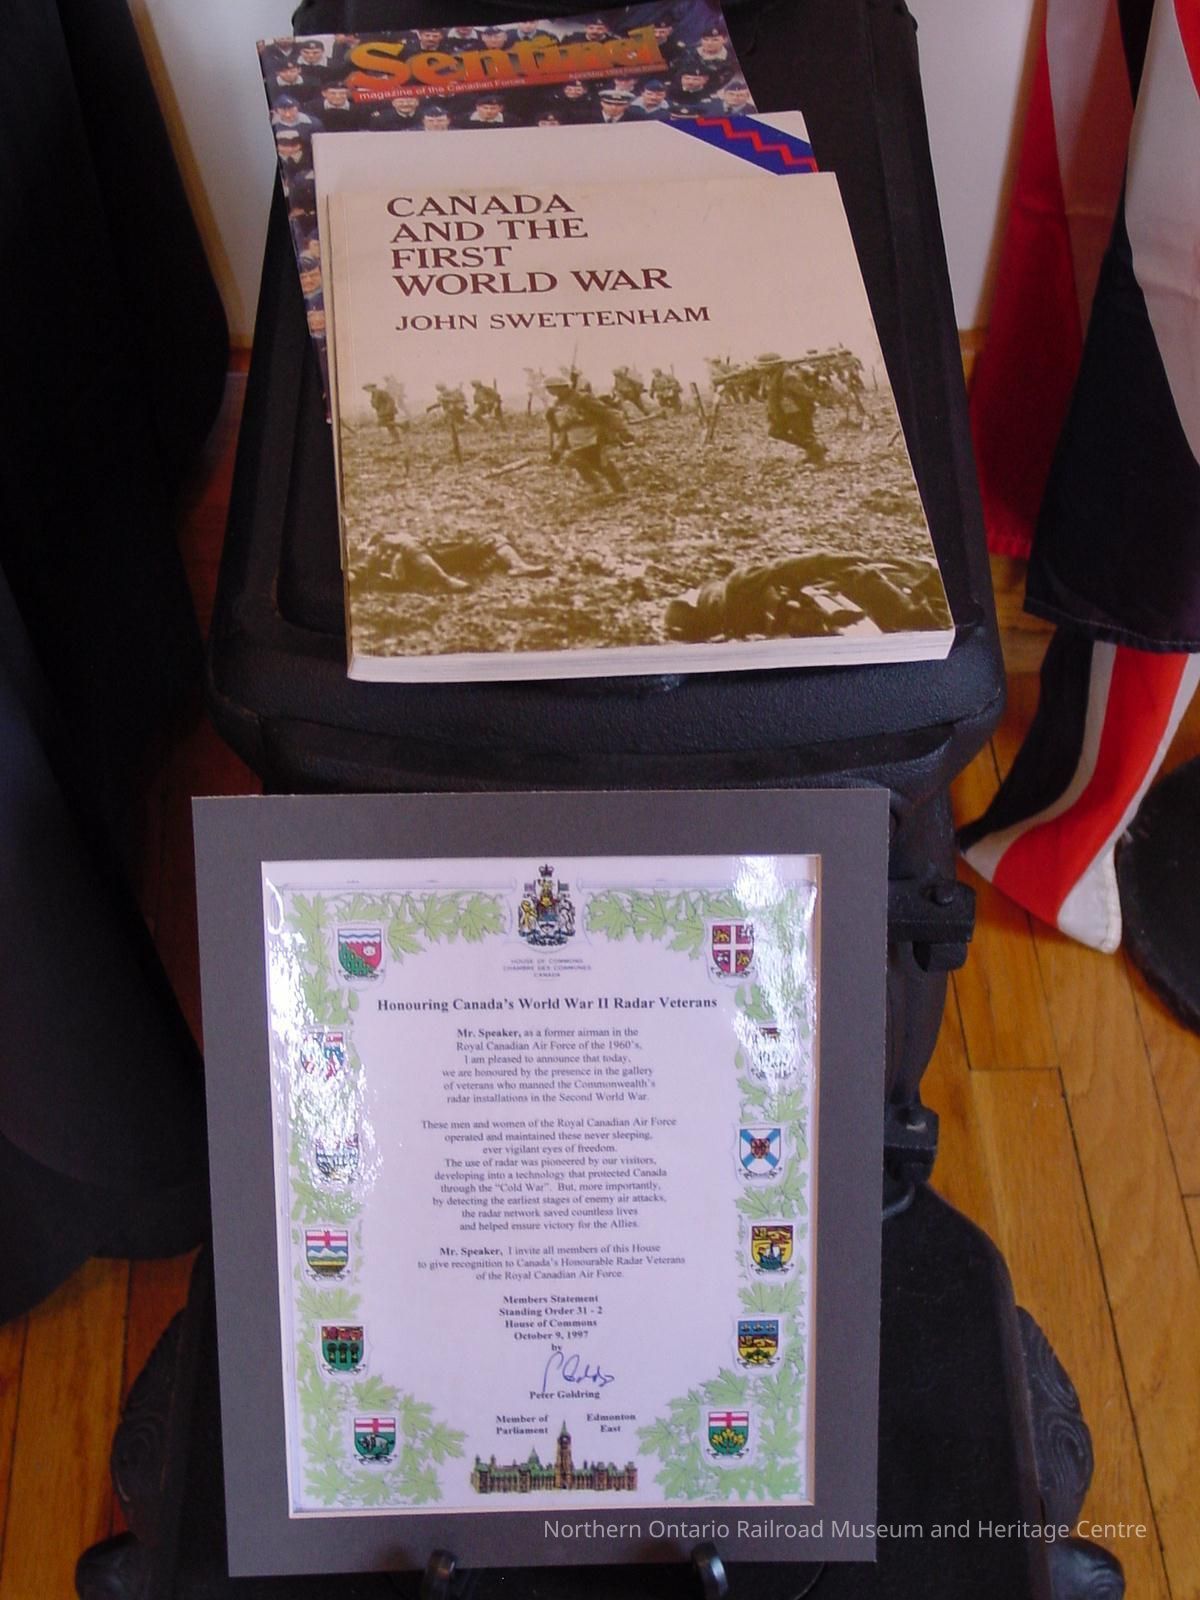 Sentinel
magazine of the Canadian Forces
CANADA
AND THE
FIRST
WORLD WAR
JOHN SWETTENHAM
HOUSE OF COMMONS
CHAMBRE DES COMMUNES
CANADA
Honouring Canada's World War II Radar Veterans
Mr. Speaker, as a former airman in the
Royal Canadian Air Force of the 1960's,
I am pleased to announce that today,
we are honoured by the presence in the gallery
of veterans who manned the Commonwealth's
radar installations in the Second World War.
These men and women of the Royal Canadian Air Force
operated and maintained these never sleeping,
ever vigilant eyes of freedom.
The use of radar was pioneered by our visitors,
developing into a technology that protected Canada
through the "Cold War". But, more importantly,
by detecting the earliest stages of enemy air attacks,
the radar network saved countless lives
and helped ensure victory for the Allies.
Mr. Speaker, I invite all members of this House
to give recognition to Canada's Honourable Radar Veterans
of the Royal Canadian Air Force.
Members Statement
Standing Order 31 - 2
House of Commons
October 9, 1997
by
Peter Goldring
Member of Parliament
Edmonton East
Northern Ontario Railroad Museum and Heritage Centre